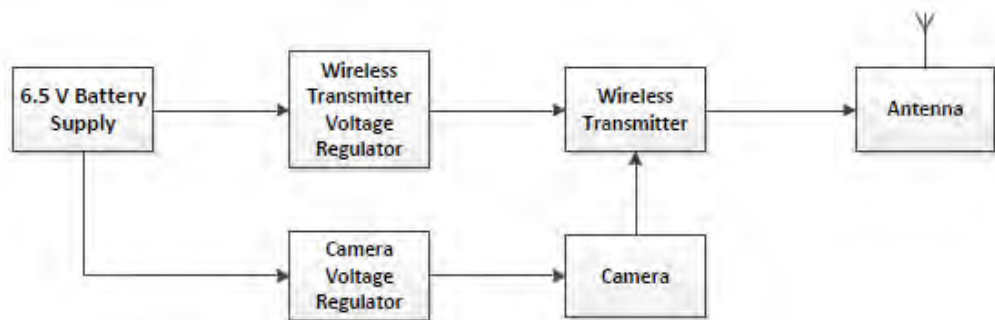 6.5 V Battery
Supply
Wireless
Transmitter
Voltage
Regulator
Wireless
Transmitter
Antenna
Camera
Voltage
Regulator
Camera